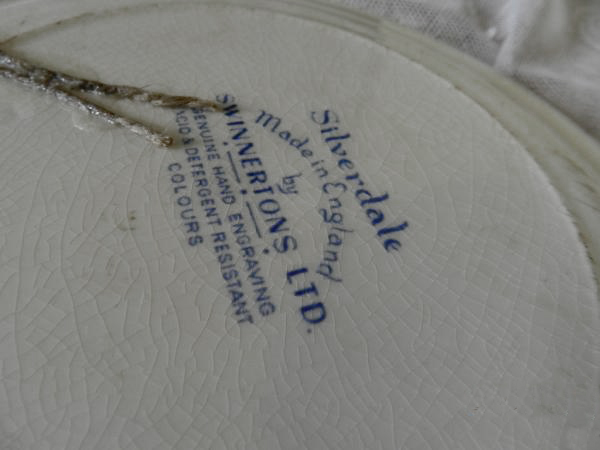 Silverdale
Made in England
by
SWINNERTONS LTD.
GENUINE HAND ENGRAVING
ACID & DETERGENT RESISTANT
COLOURS